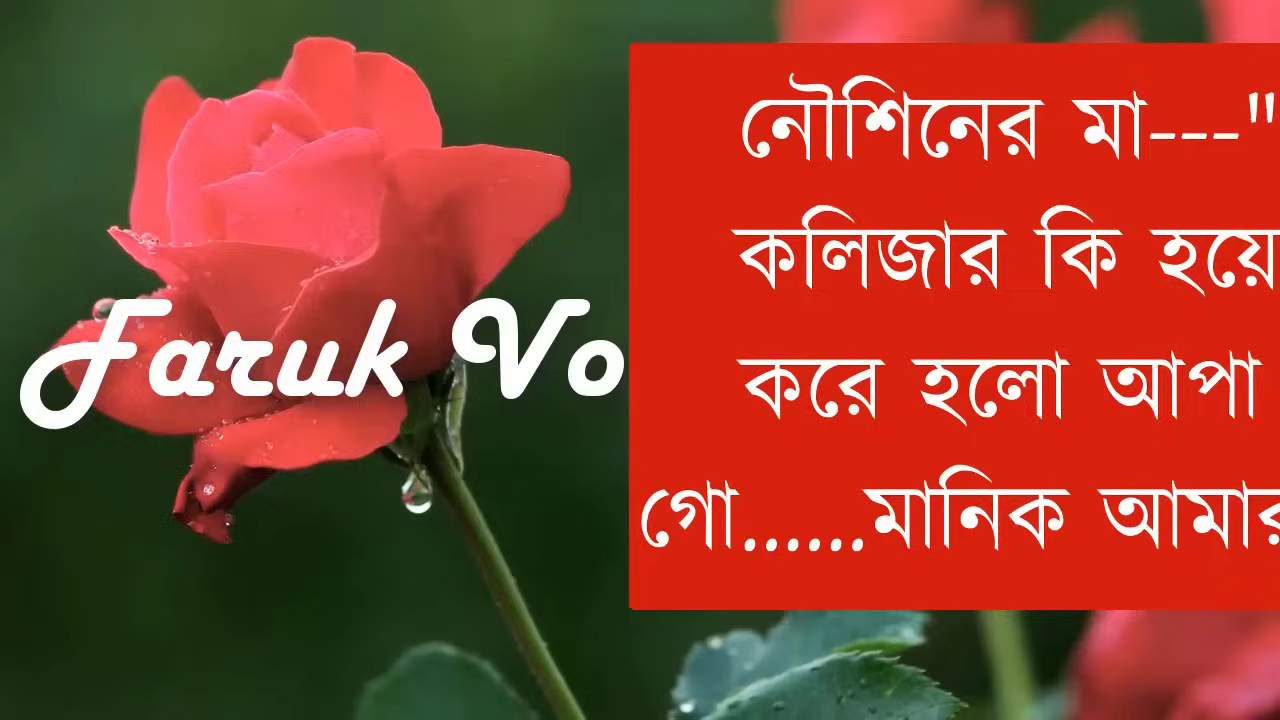 Faruk Vo
নৌশিনের মা---"
কলিজার কি হয়ে
করে হলো আপা
গো......মানিক আমার